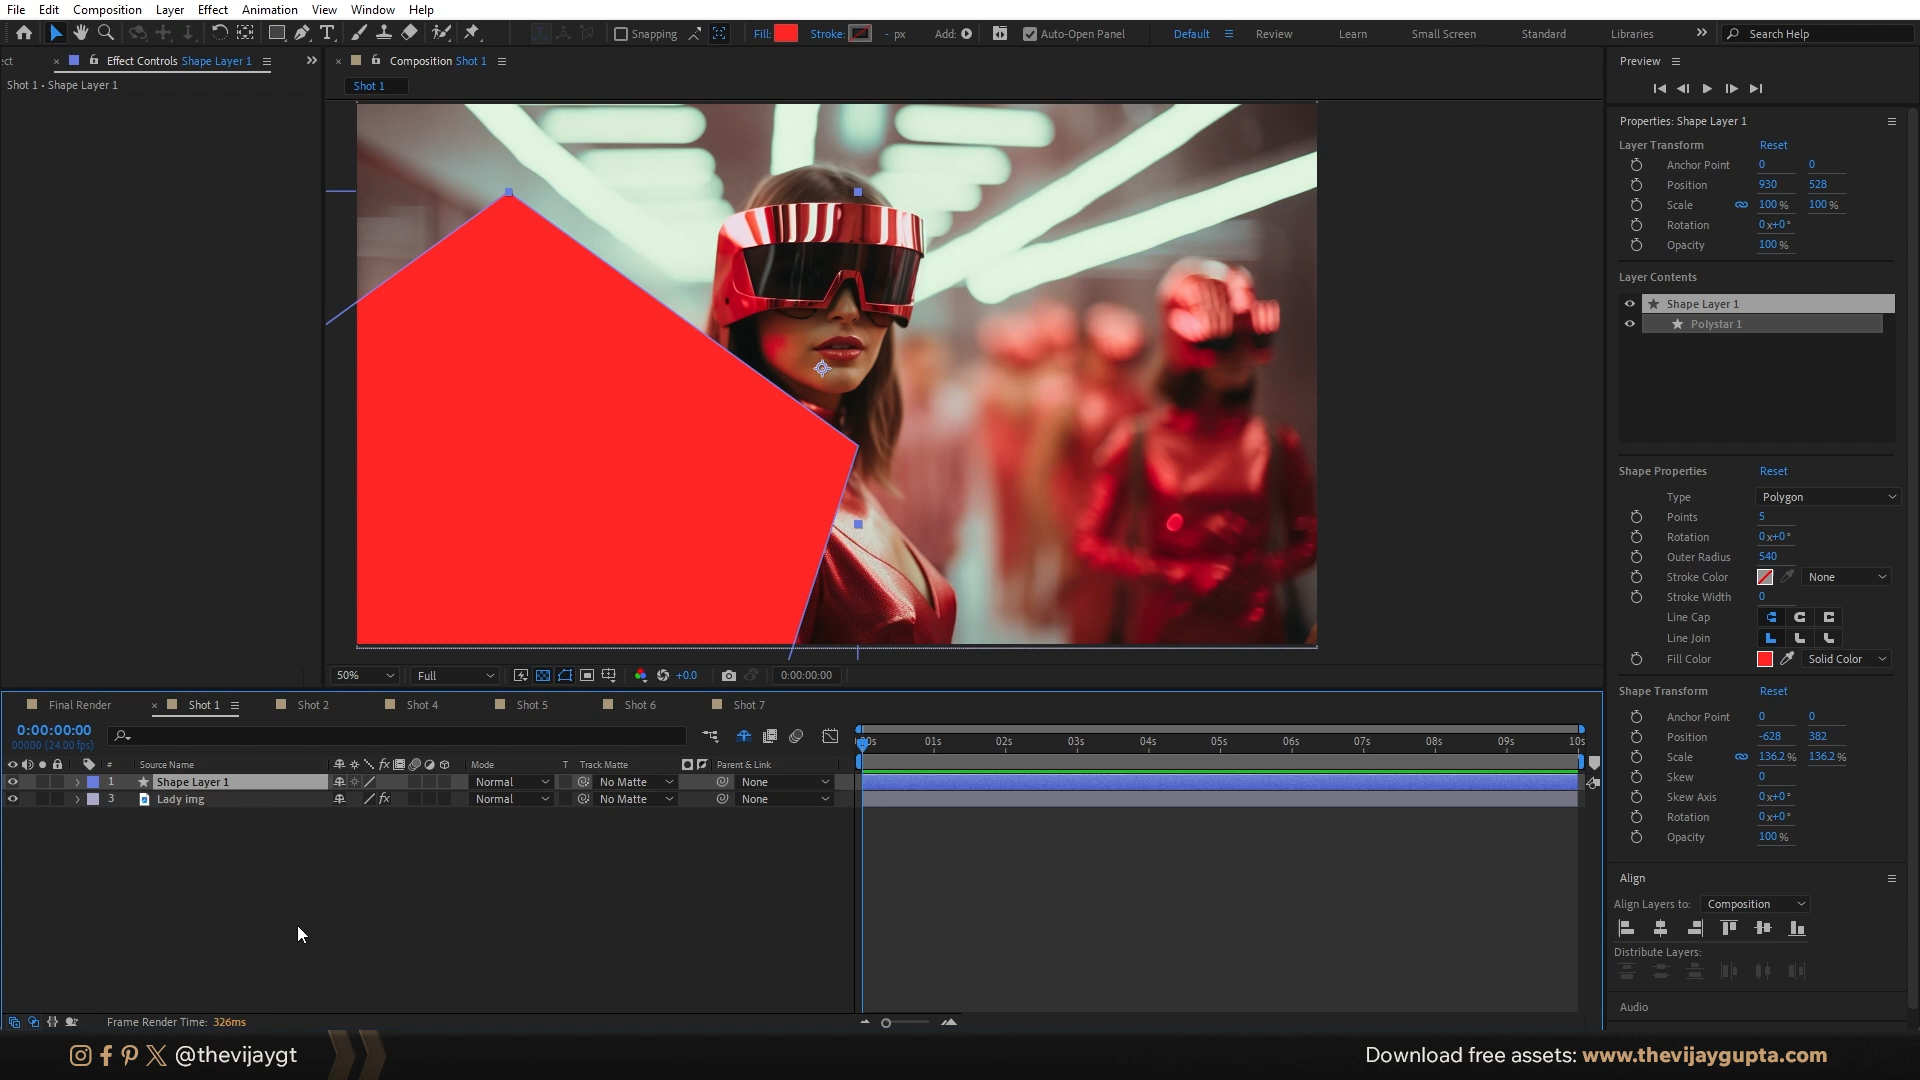 File Edit Composition Layer Effect Animation View Window Help
Snapping Fill: Stroke: - px Add: Auto-Open Panel Default Review Learn Small Screen Standard Libraries Search Help
ct Effect Controls Shape Layer 1
Shot 1 • Shape Layer 1
Composition Shot 1
Shot 1
50% Full +0.0 0:00:00:00
Preview
Properties: Shape Layer 1
Layer Transform Reset
Anchor Point 0 0
Position 930 528
Scale 100 % 100 %
Rotation 0x+0°
Opacity 100 %
Layer Contents
Shape Layer 1
Polystar 1
Shape Properties Reset
Type Polygon
Points 5
Rotation 0x+0°
Outer Radius 540
Stroke Color None
Stroke Width 0
Line Cap
Line Join
Fill Color Solid Color
Shape Transform Reset
Anchor Point 0 0
Position -628 382
Scale 136.2 % 136.2 %
Skew 0
Skew Axis 0x+0°
Rotation 0x+0°
Opacity 100 %
Align
Align Layers to: Composition
Distribute Layers:
Audio
Final Render Shot 1 Shot 2 Shot 4 Shot 5 Shot 6 Shot 7
0:00:00:00
00000 (24.00 fps)
:00s 01s 02s 03s 04s 05s 06s 07s 08s 09s 10s
# Source Name fx Mode T Track Matte Parent & Link
1 Shape Layer 1 Normal No Matte None
3 Lady img fx Normal No Matte None
Frame Render Time: 326ms
@thevijaygt
Download free assets: www.thevijaygupta.com